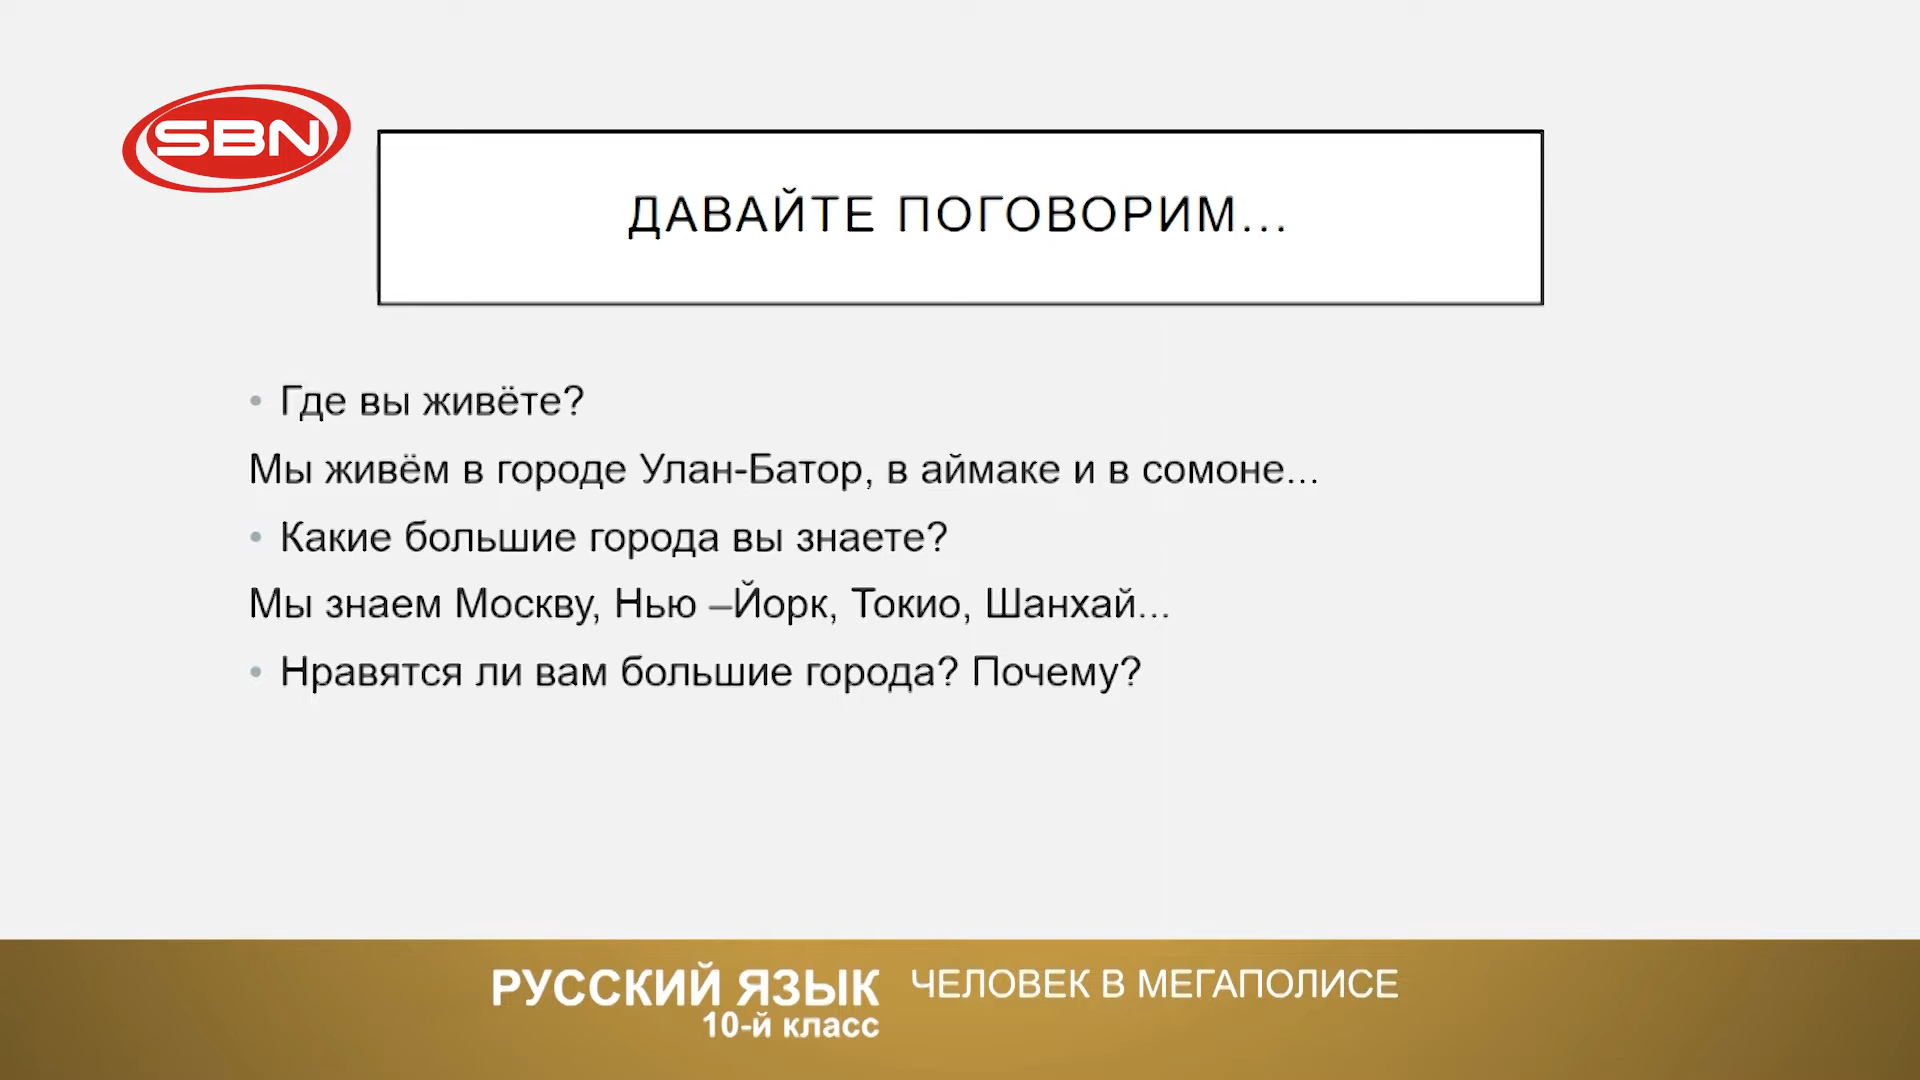 SBN
ДАВАЙТЕ ПОГОВОРИМ...
• Где вы живёте?
Мы живём в городе Улан-Батор, в аймаке и в сомоне...
• Какие большие города вы знаете?
Мы знаем Москву, Нью –Йорк, Токио, Шанхай...
• Нравятся ли вам большие города? Почему?
РУССКИЙ ЯЗЫК ЧЕЛОВЕК В МЕГАПОЛИСЕ
10-й класс